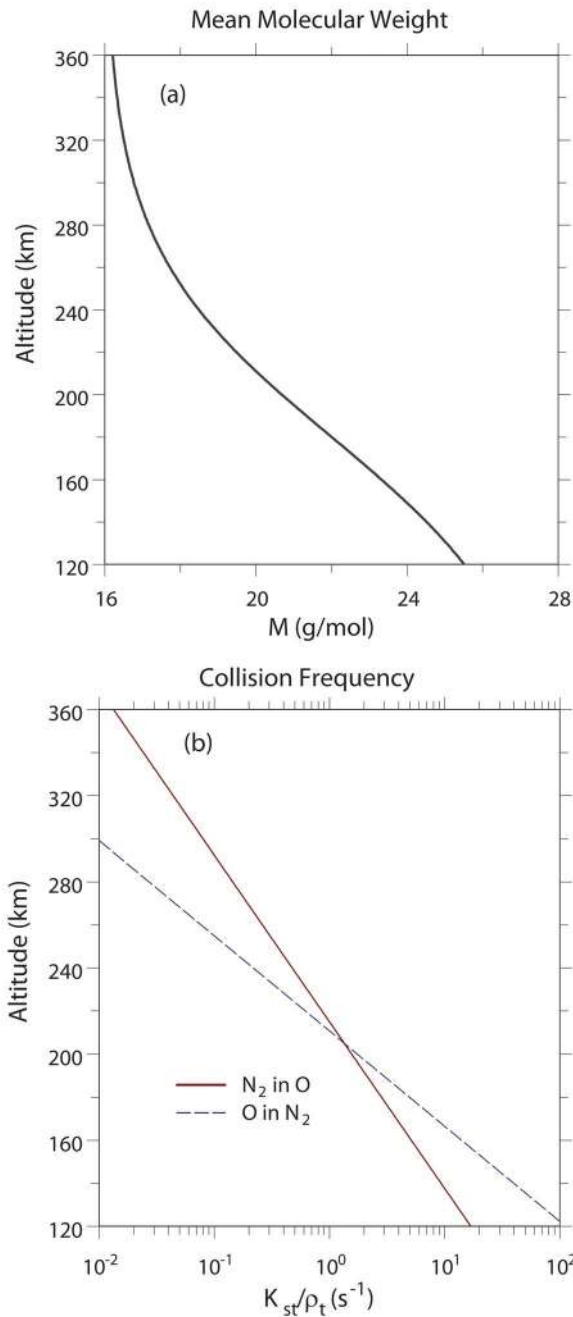 Mean Molecular Weight
360
(a)
320
280
Altitude (km)
240
200
160
120
16
20
24
28
M (g/mol)
Collision Frequency
360
(b)
320
280
Altitude (km)
240
200
N₂ in O
O in N₂
160
120
10⁻²
10⁻¹
10⁰
10¹
10²
K st/ρt (s⁻¹)